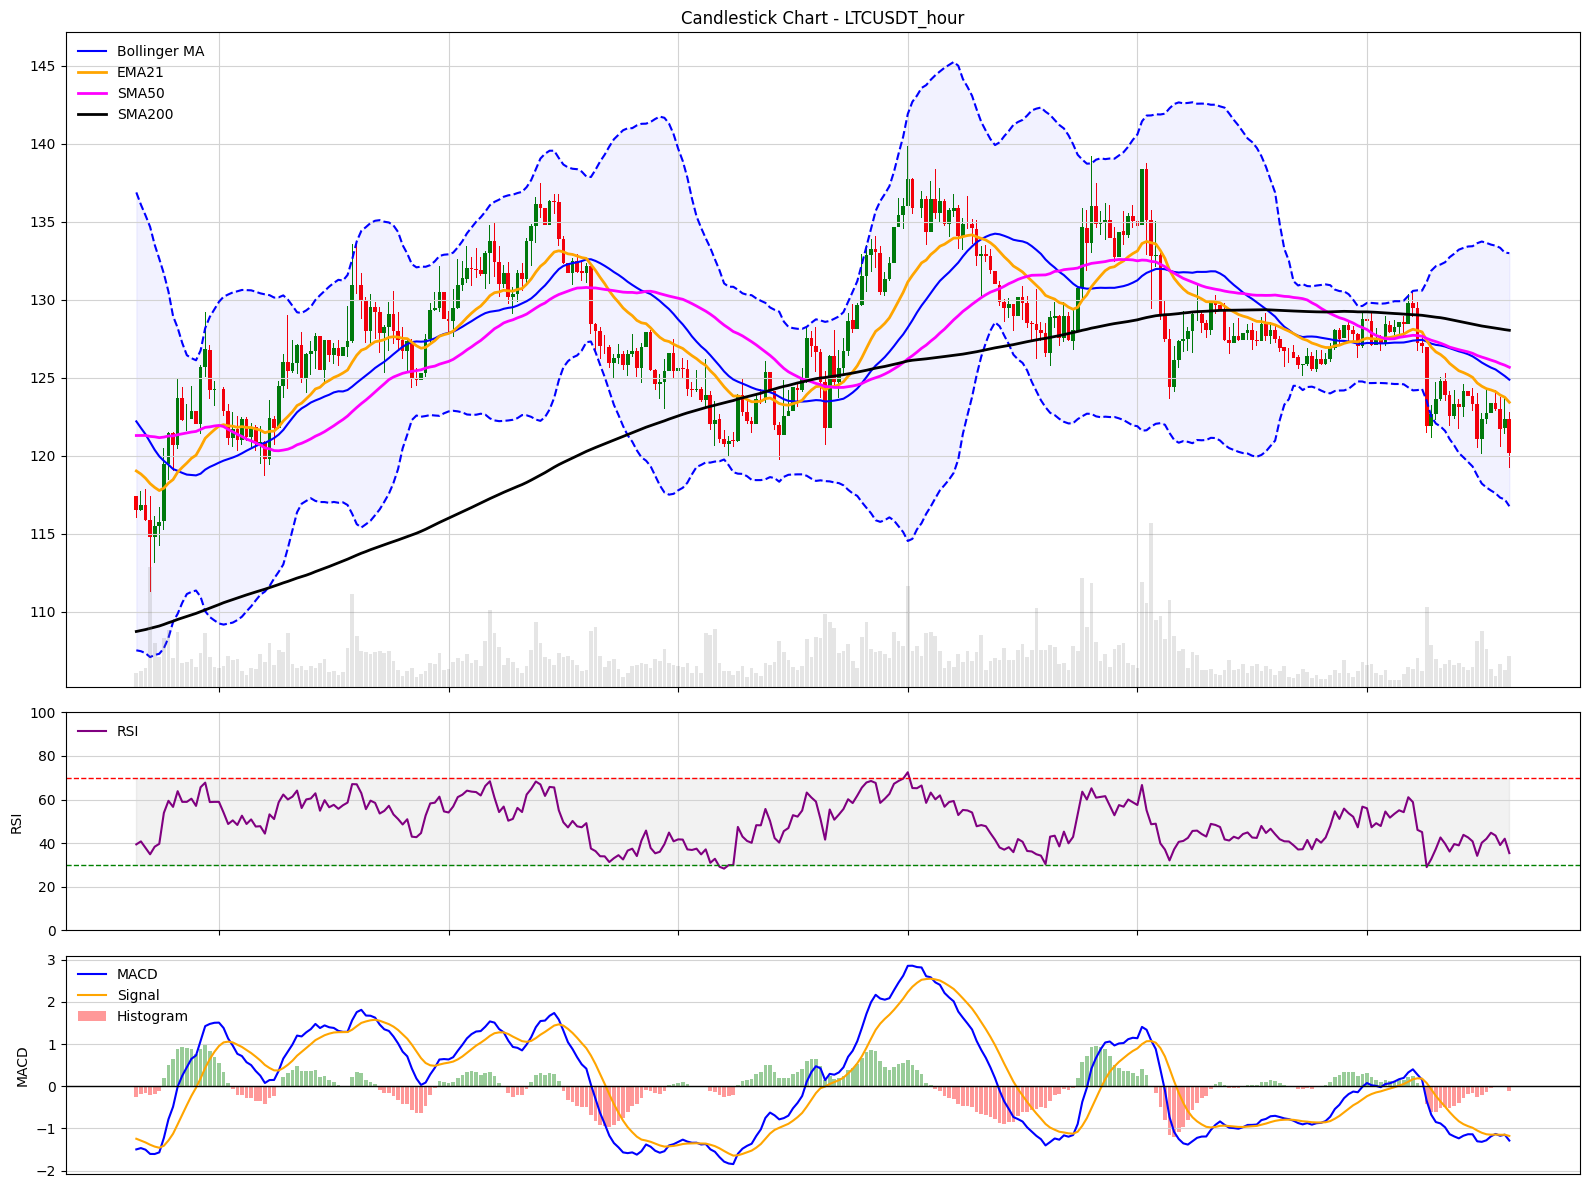 Candlestick Chart - LTCUSDT_hour
Bollinger MA
EMA21
SMA50
SMA200
145
140
135
130
125
120
115
110
RSI
100
80
60
40
20
0
RSI
MACD
Signal
Histogram
3
2
1
0
−1
−2
MACD